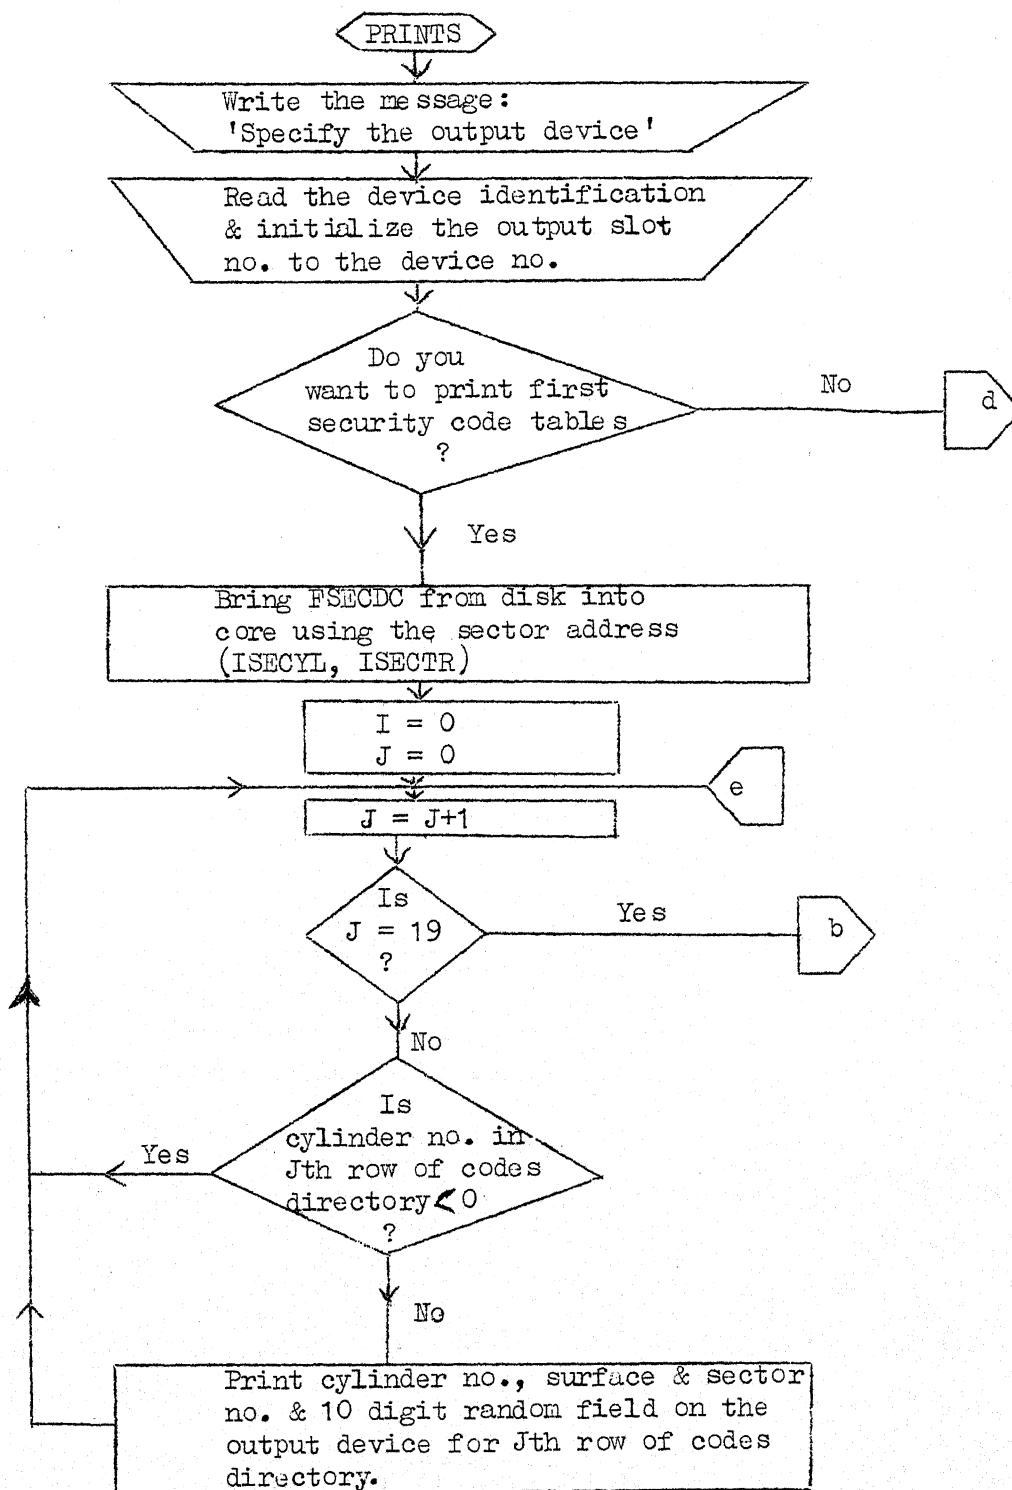 PRINTS
Write the message:
'Specify the output device'
Read the device identification
& initialize the output slot
no. to the device no.
Do you
want to print first
security code tables
?
No
d
Yes
Bring FSECDC from disk into
core using the sector address
(ISECYL, ISECTR)
I = 0
J = 0
e
J = J+1
Is
J = 19
?
Yes
b
No
Is
cylinder no. in
Jth row of codes
directory<0
?
Yes
No
Print cylinder no., surface & sector
no. & 10 digit random field on the
output device for Jth row of codes
directory.